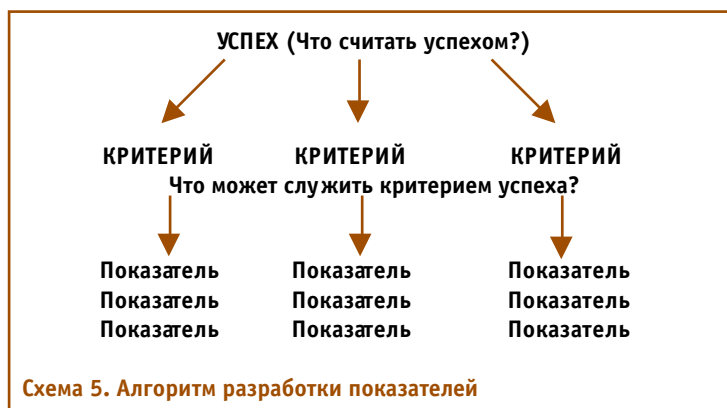 УСПЕХ (Что считать успехом?)
КРИТЕРИЙ КРИТЕРИЙ КРИТЕРИЙ
Что может служить критерием успеха?
Показатель Показатель Показатель
Показатель Показатель Показатель
Показатель Показатель Показатель
Схема 5. Алгоритм разработки показателей